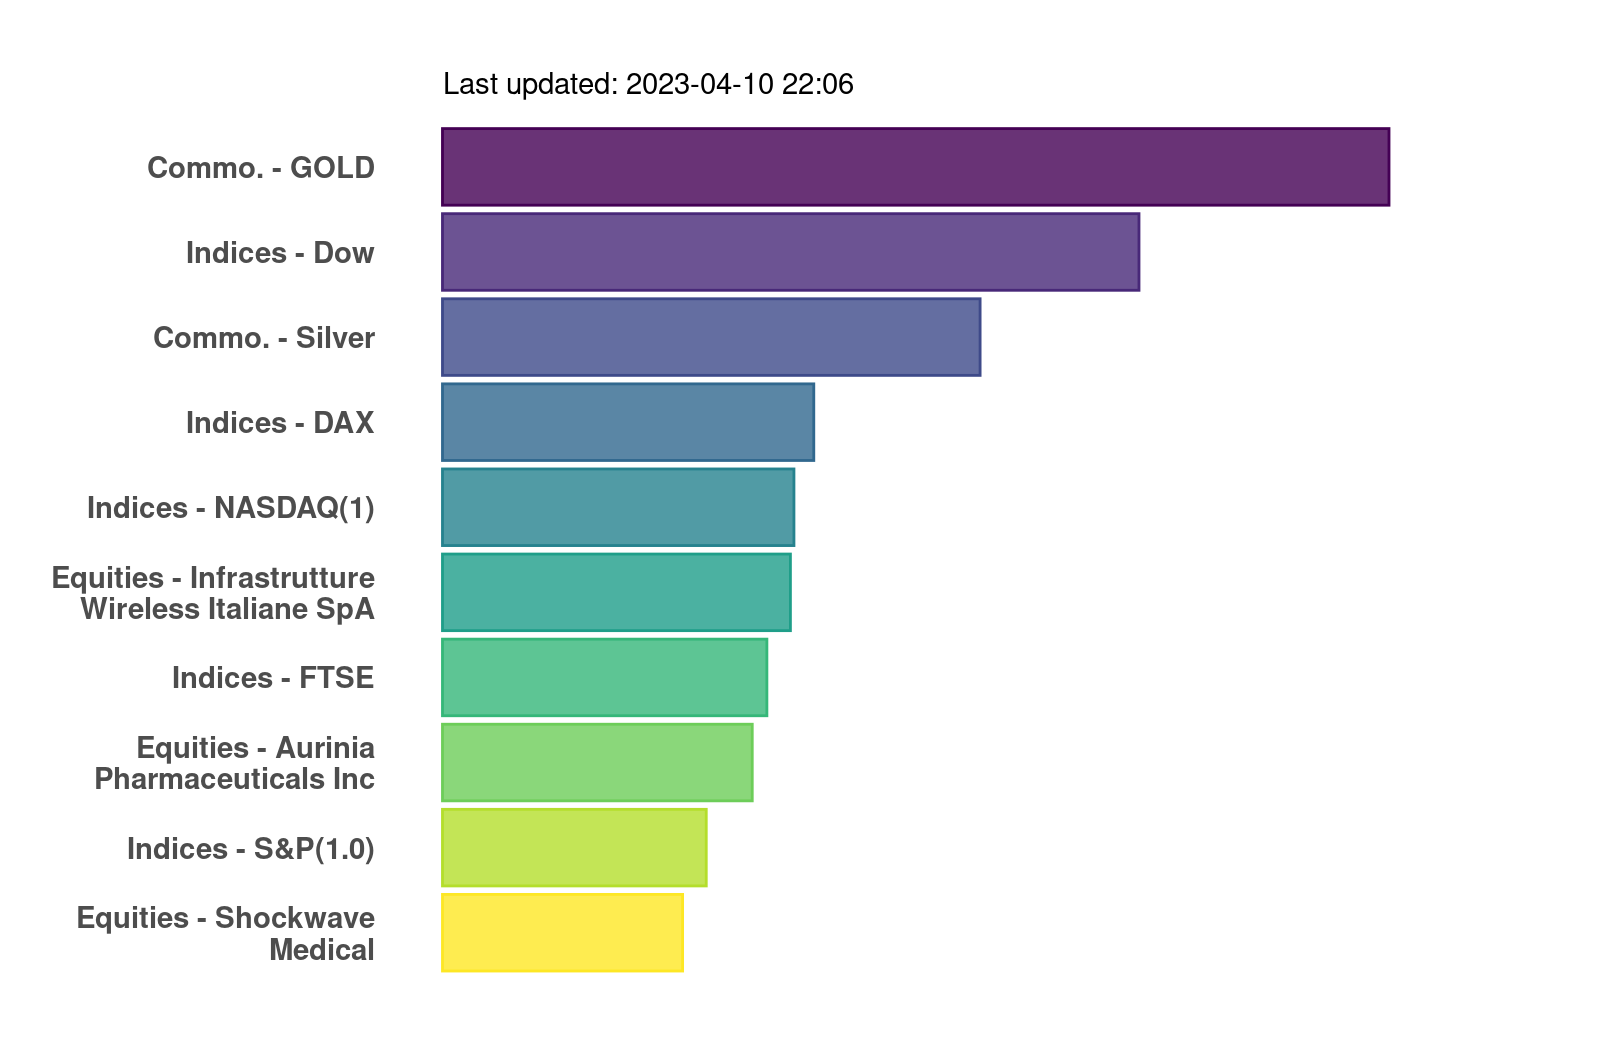 Last updated: 2023-04-10 22:06
Commo. - GOLD
Indices - Dow
Commo. - Silver
Indices - DAX
Indices - NASDAQ(1)
Equities - Infrastrutture
Wireless Italiane SpA
Indices - FTSE
Equities - Aurinia
Pharmaceuticals Inc
Indices - S&P(1.0)
Equities - Shockwave
Medical